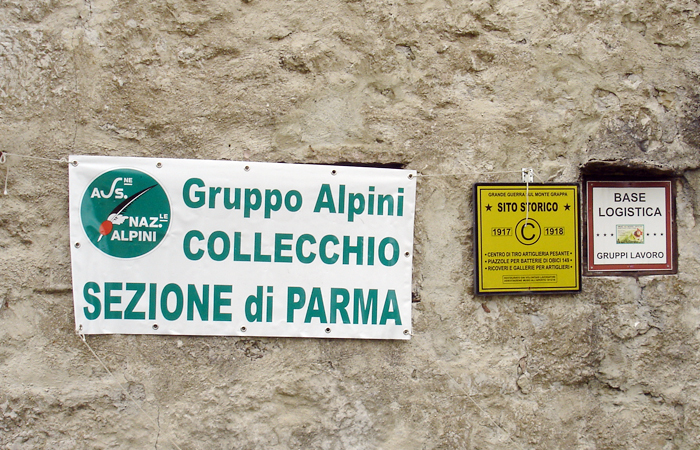 ASS.NE
NAZ.LE
ALPINI
Gruppo Alpini
COLLECCHIO
SEZIONE di PARMA
GRANDE GUERRA SUL MONTE GRAPPA
★ SITO STORICO ★
1917 C 1918
• CENTRO DI TIRO ARTIGLIERIA PESANTE •
• PIAZZOLE PER BATTERIE DI OBICI 149 •
• RICOVERI E GALLERIE PER ARTIGLIERI •
BASE
LOGISTICA
GRUPPI LAVORO